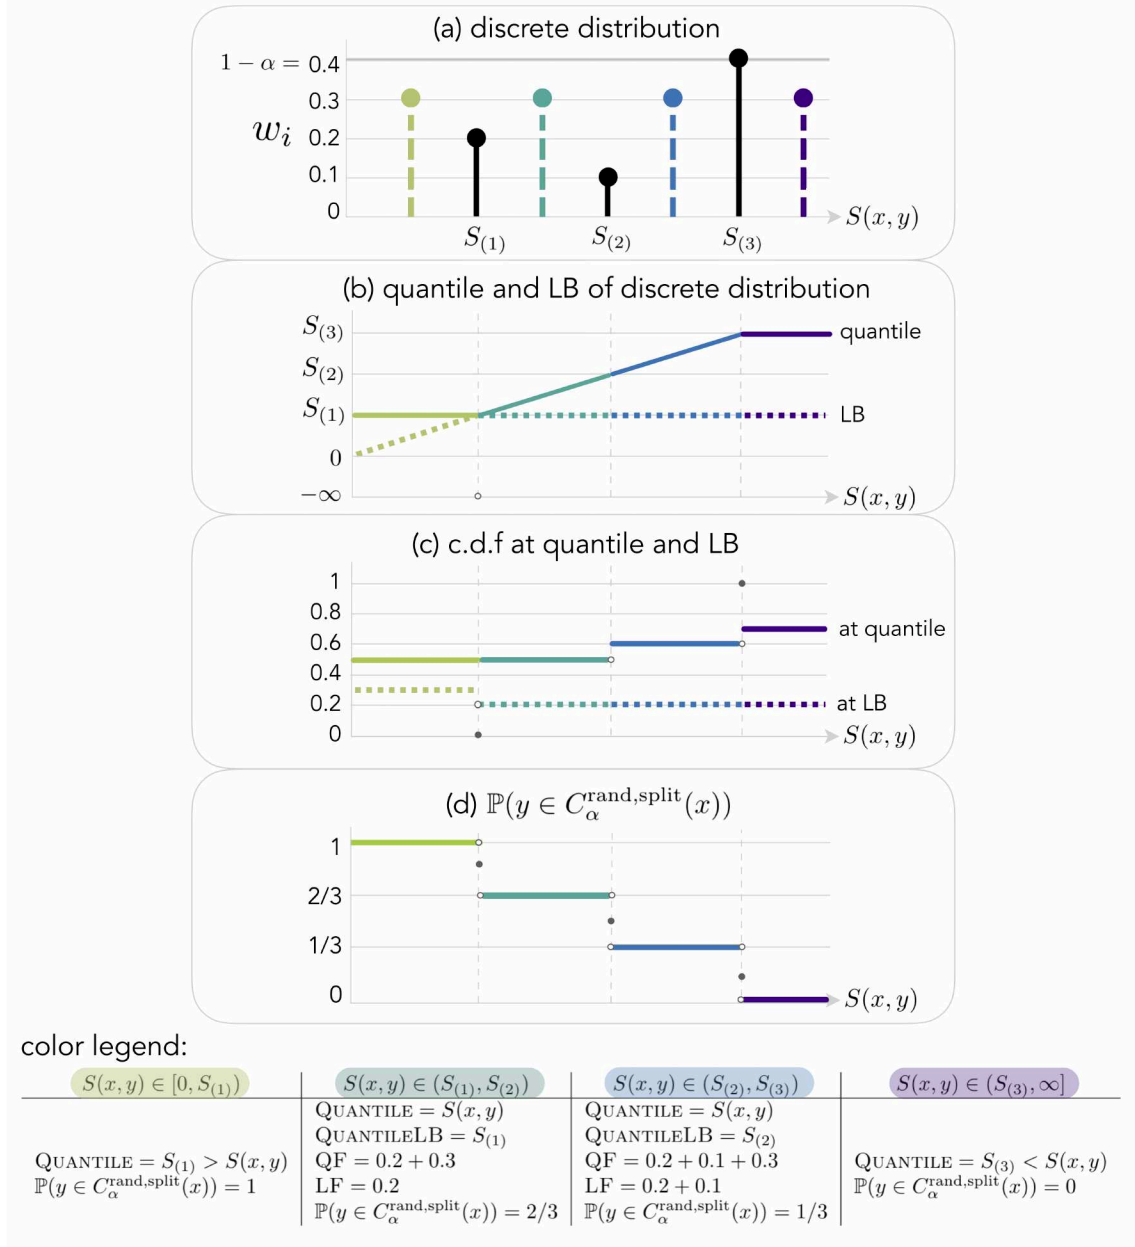 (a) discrete distribution
1 − α = 0.4
0.3
w_i
0.2
0.1
0
S(x, y)
S_(1) S_(2) S_(3)
(b) quantile and LB of discrete distribution
S_(3)
quantile
S_(2)
S_(1)
LB
0
−∞
S(x, y)
(c) c.d.f at quantile and LB
1
0.8
0.6
at quantile
0.4
0.2
at LB
0
S(x, y)
(d) ℙ(y ∈ C_α^{rand,split}(x))
1
2/3
1/3
0
S(x, y)
color legend:
S(x, y) ∈ [0, S_(1))
QUANTILE = S_(1) > S(x, y)
ℙ(y ∈ C_α^{rand,split}(x)) = 1
S(x, y) ∈ (S_(1), S_(2))
QUANTILE = S(x, y)
QUANTILELB = S_(1)
QF = 0.2 + 0.3
LF = 0.2
ℙ(y ∈ C_α^{rand,split}(x)) = 2/3
S(x, y) ∈ (S_(2), S_(3))
QUANTILE = S(x, y)
QUANTILELB = S_(2)
QF = 0.2 + 0.1 + 0.3
LF = 0.2 + 0.1
ℙ(y ∈ C_α^{rand,split}(x)) = 1/3
S(x, y) ∈ (S_(3), ∞]
QUANTILE = S_(3) < S(x, y)
ℙ(y ∈ C_α^{rand,split}(x)) = 0